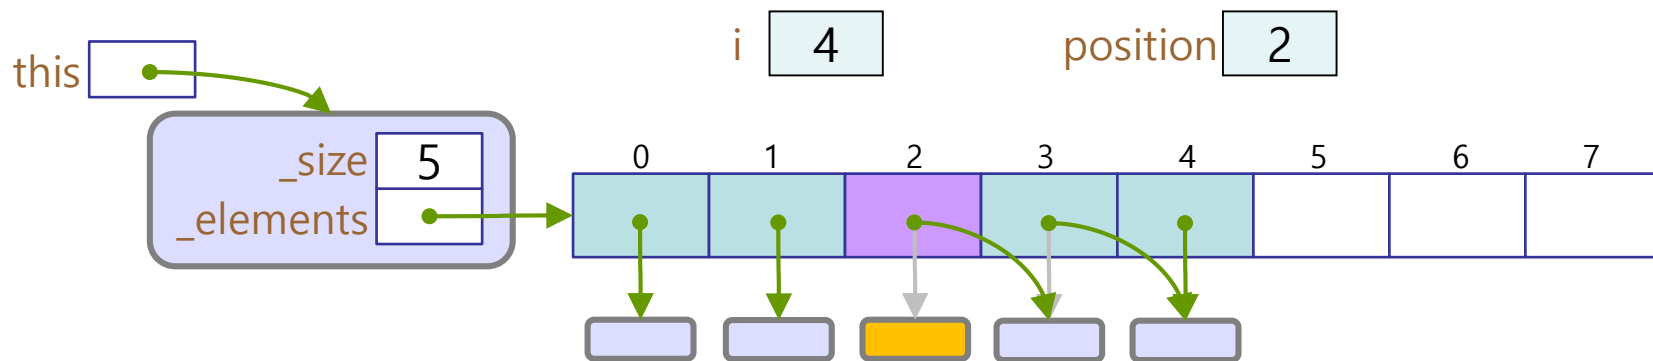 i 4 position 2
this
_size 5
_elements
0 1 2 3 4 5 6 7